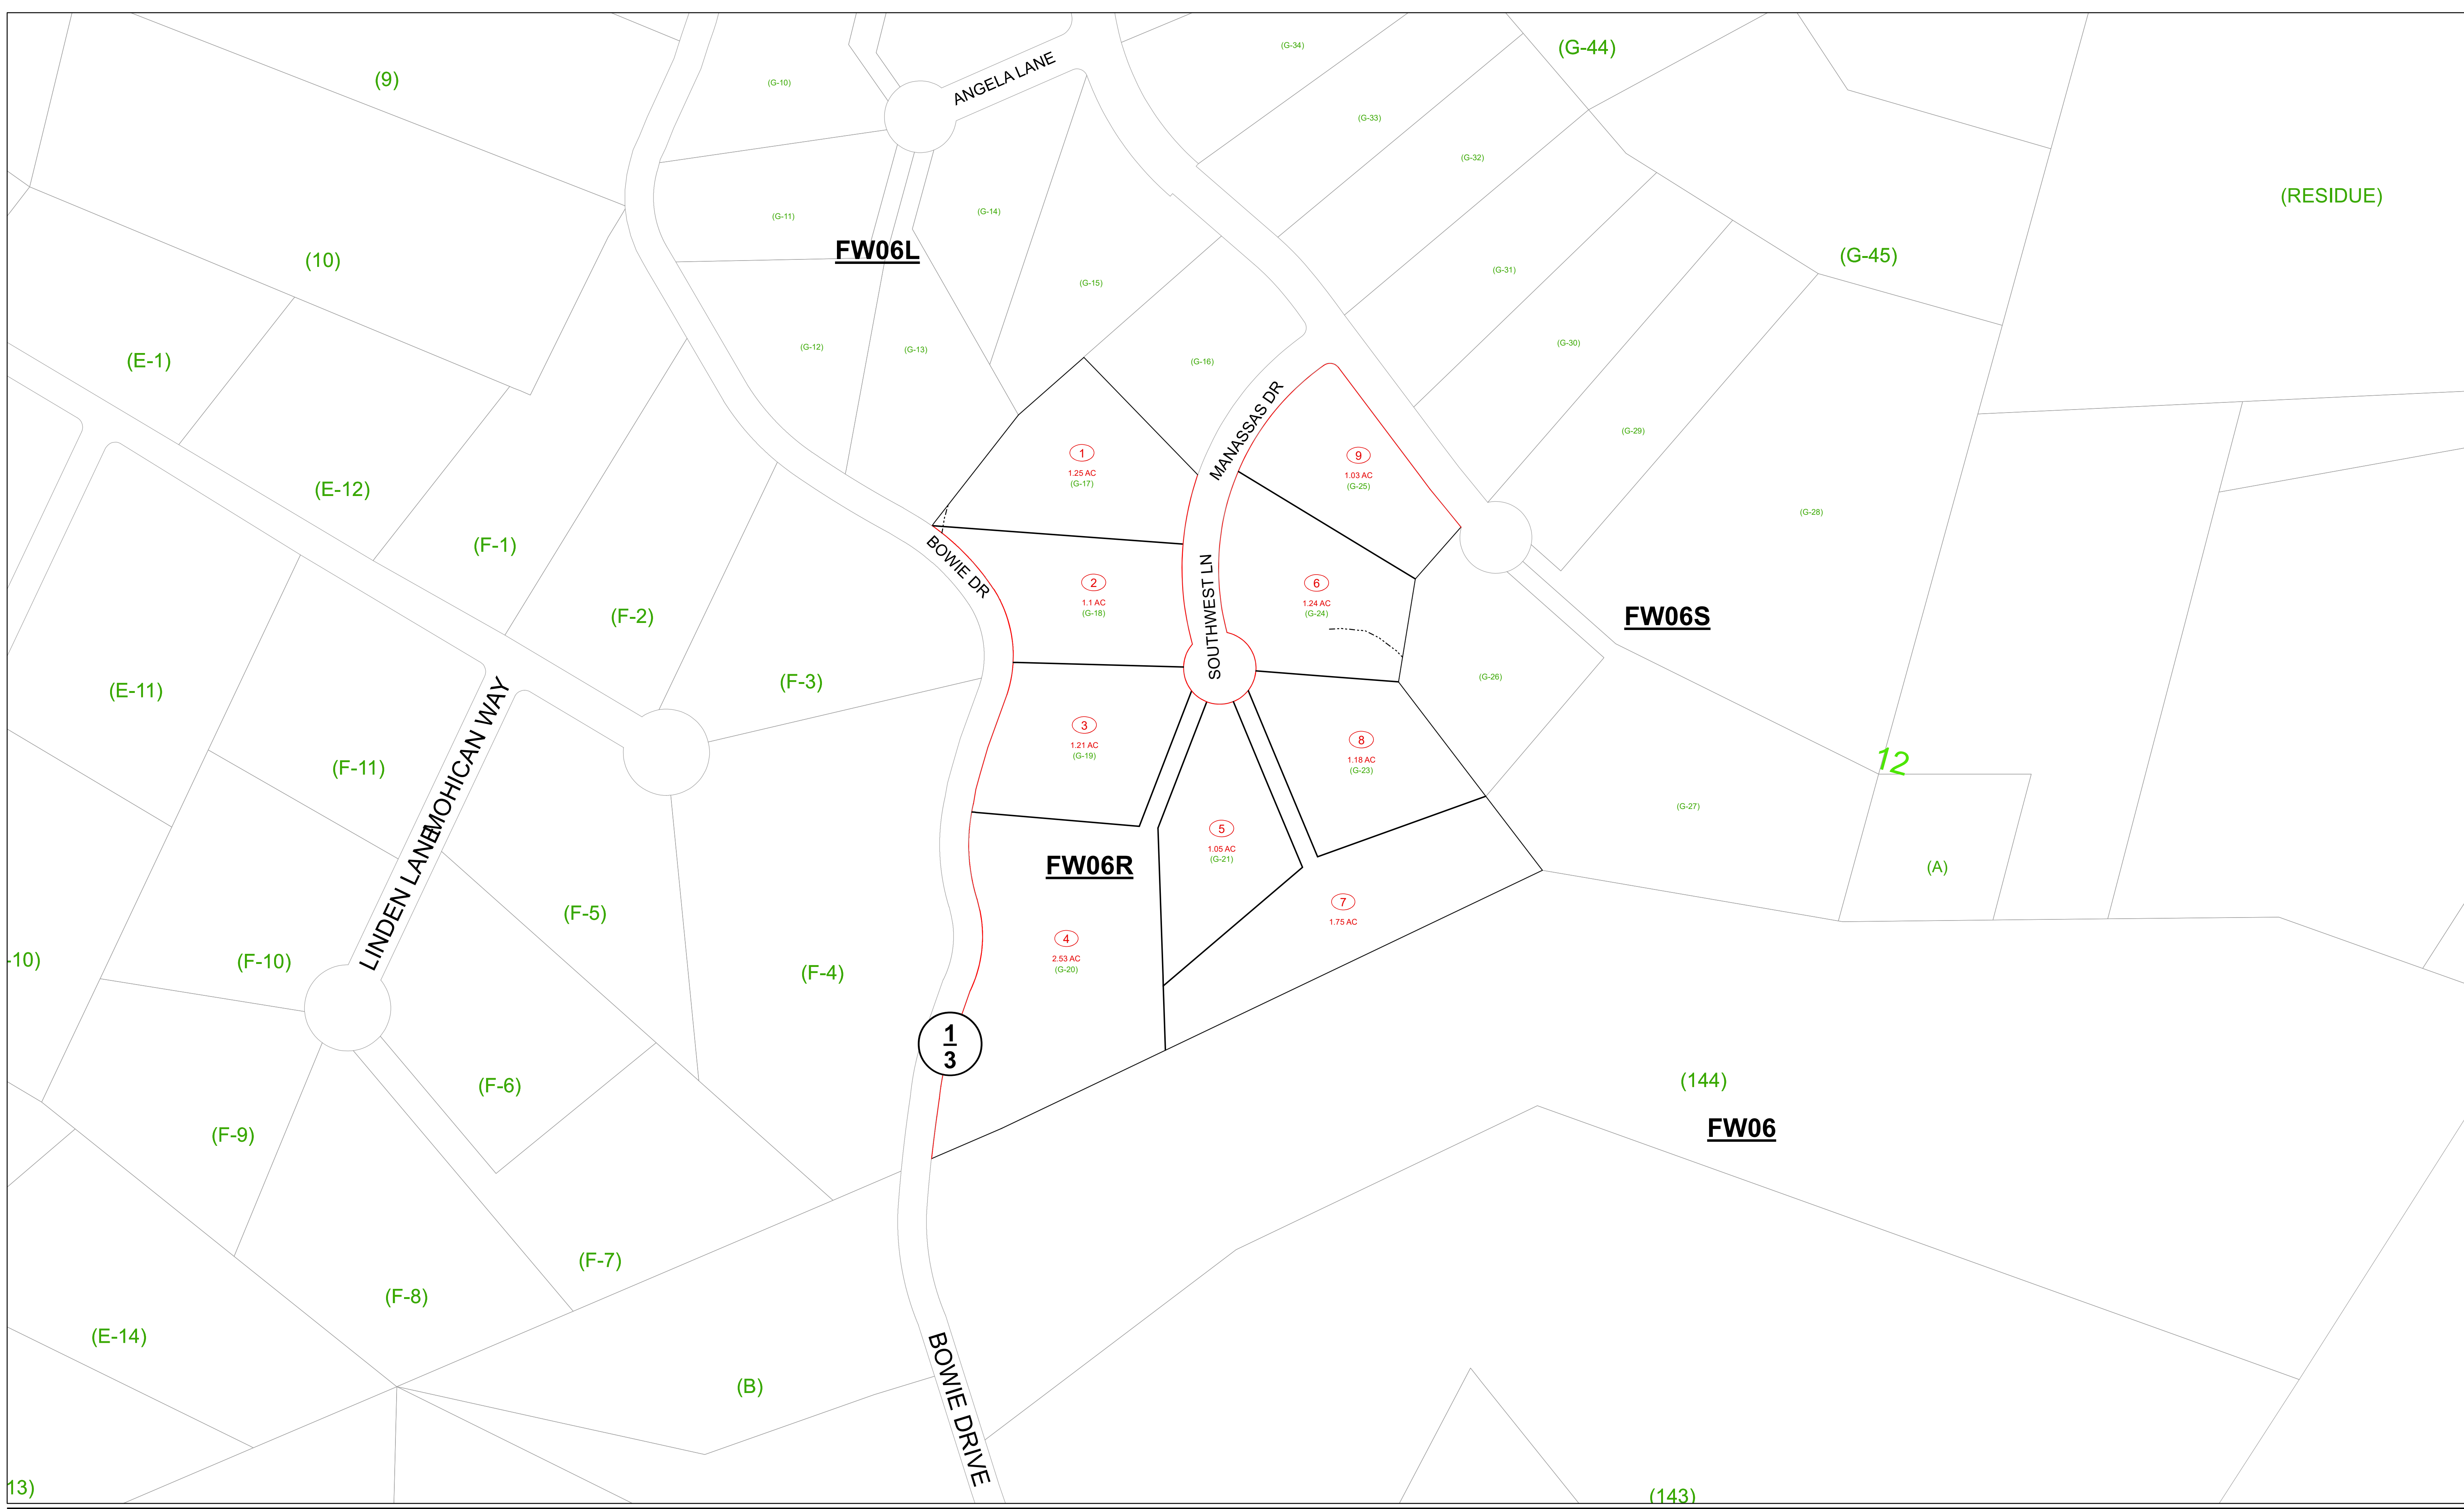 (G-34)
(G-44)
(9)
(G-10)
ANGELA LANE
(G-33)
(G-32)
(RESIDUE)
(G-11)
(G-14)
FW06L
(10)
(G-45)
(G-31)
(G-15)
(G-12)
(G-13)
(G-30)
(E-1)
(G-16)
MANASSAS DR
(G-29)
1
1.25 AC
(G-17)
9
1.03 AC
(G-25)
(E-12)
(G-28)
(F-1)
BOWIE DR
2
1.1 AC
(G-18)
SOUTHWEST LN
6
1.24 AC
(G-24)
(F-2)
FW06S
(F-3)
(G-26)
(E-11)
3
1.21 AC
(G-19)
8
1.18 AC
(G-23)
(F-11)
MOHICAN WAY
12
(G-27)
5
1.05 AC
(G-21)
FW06R
(A)
LINDEN LANE
(F-5)
7
1.75 AC
4
2.53 AC
(G-20)
-10)
(F-10)
(F-4)
1
3
(F-6)
(144)
FW06
(F-9)
(F-7)
(F-8)
(E-14)
(B)
BOWIE DRIVE
13)
(143)